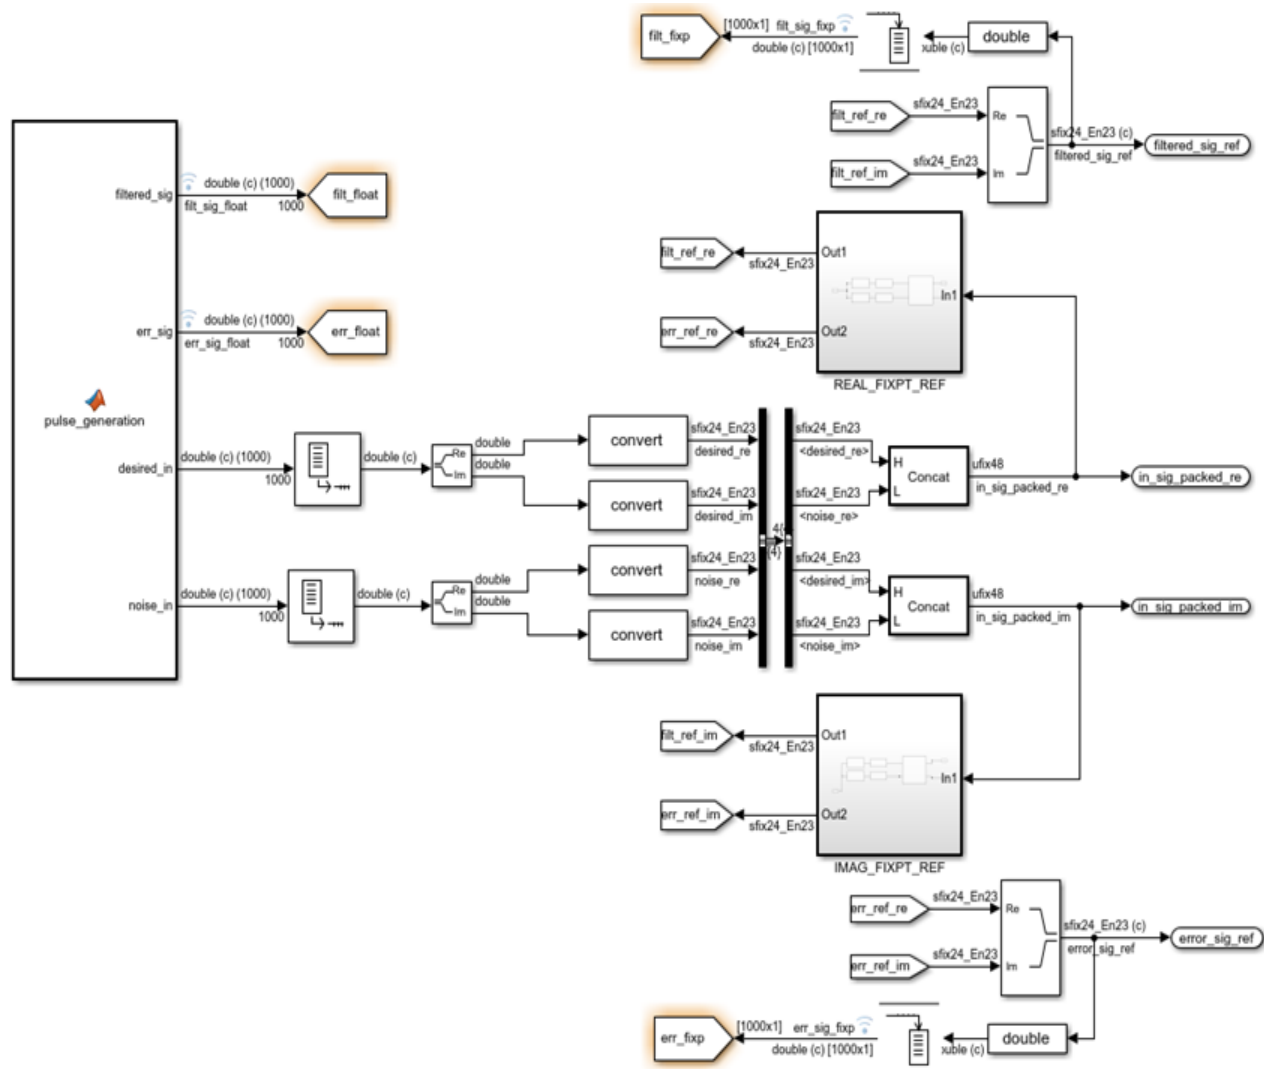 filt_fixp
[1000x1] filt_sig_fixp
double (c) [1000x1]
uble (c)
double
filt_ref_re
sfix24_En23
Re
filt_ref_im
sfix24_En23
Im
sfix24_En23 (c)
filtered_sig_ref
filtered_sig_ref
filtered_sig
double (c) (1000)
filt_sig_float
1000
filt_float
filt_ref_re
sfix24_En23
Out1
In1
err_ref_re
sfix24_En23
Out2
REAL_FIXPT_REF
err_sig
double (c) (1000)
err_sig_float
1000
err_float
pulse_generation
desired_in
double (c) (1000)
1000
double (c)
Re
Im
double
double
convert
sfix24_En23
desired_re
convert
sfix24_En23
desired_im
sfix24_En23
<desired_re>
sfix24_En23
<noise_re>
H
L
Concat
ufix48
in_sig_packed_re
in_sig_packed_re
noise_in
double (c) (1000)
1000
double (c)
Re
Im
double
double
convert
sfix24_En23
noise_re
convert
sfix24_En23
noise_im
sfix24_En23
<desired_im>
sfix24_En23
<noise_im>
H
L
Concat
ufix48
in_sig_packed_im
in_sig_packed_im
filt_ref_im
sfix24_En23
Out1
In1
err_ref_im
sfix24_En23
Out2
IMAG_FIXPT_REF
err_ref_re
sfix24_En23
Re
err_ref_im
sfix24_En23
Im
sfix24_En23 (c)
error_sig_ref
error_sig_ref
err_fixp
[1000x1] err_sig_fixp
double (c) [1000x1]
uble (c)
double